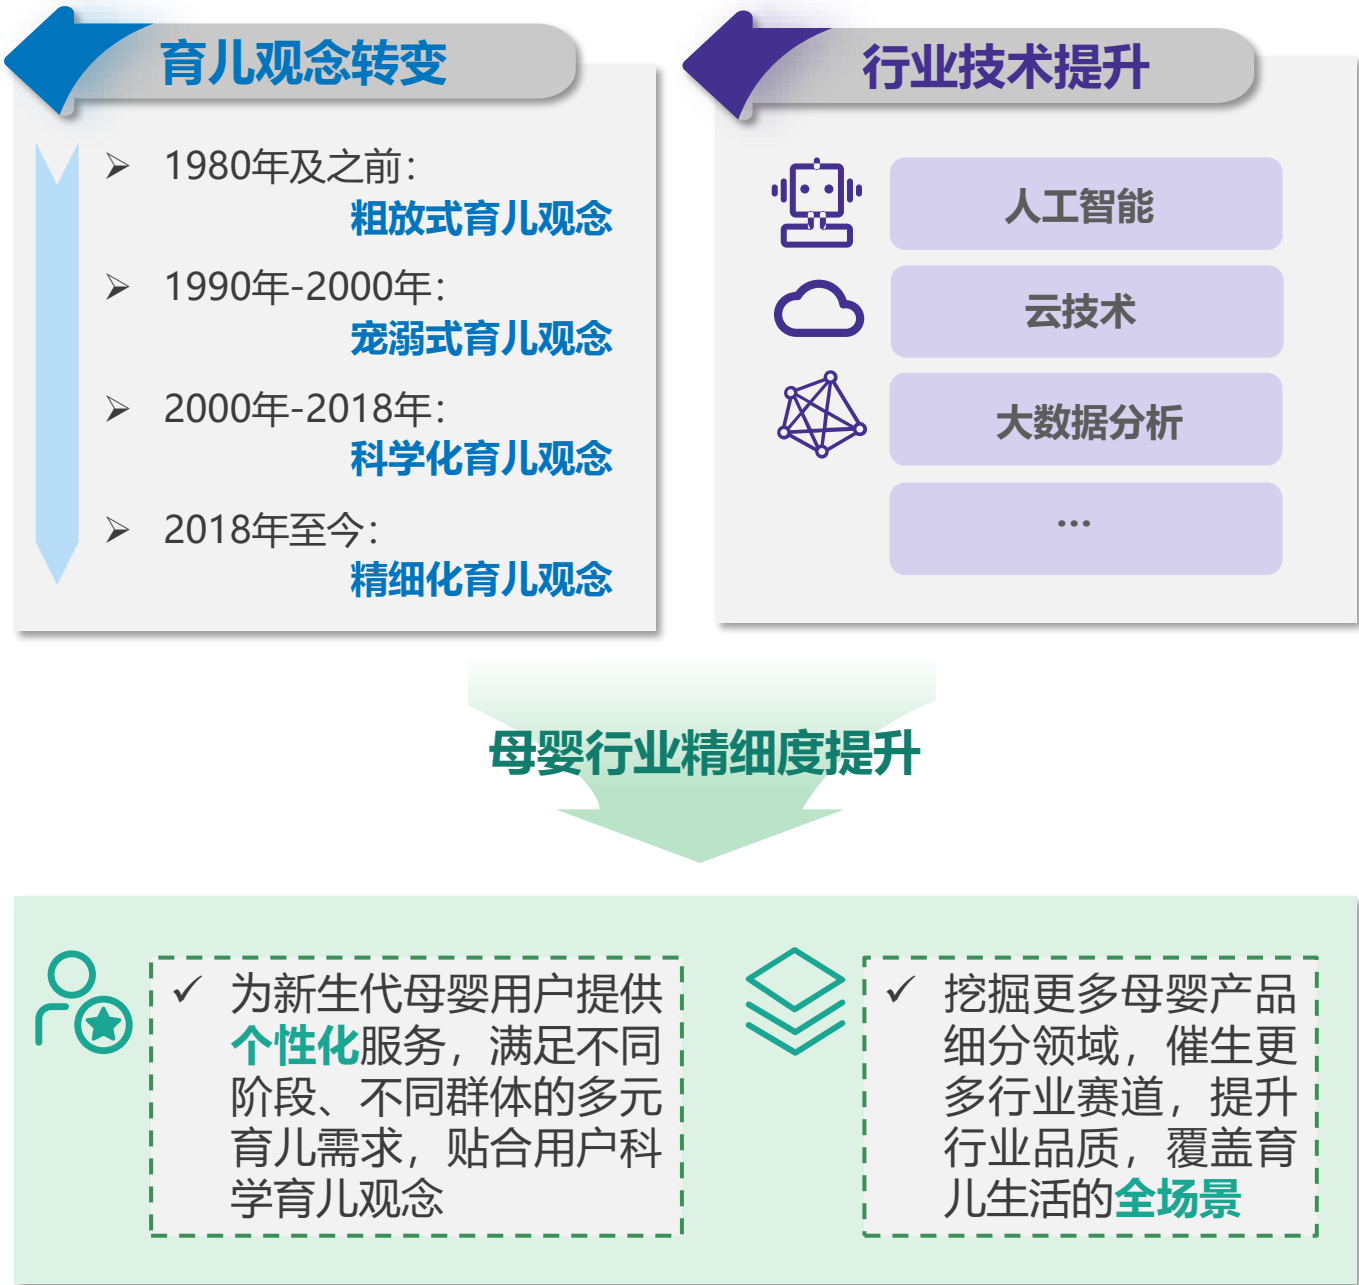 育儿观念转变
1980年及之前：
粗放式育儿观念
1990年-2000年：
宠溺式育儿观念
2000年-2018年：
科学化育儿观念
2018年至今：
精细化育儿观念
行业技术提升
人工智能
云技术
大数据分析
…
母婴行业精细度提升
为新生代母婴用户提供
个性化服务，满足不同
阶段、不同群体的多元
育儿需求，贴合用户科
学育儿观念
挖掘更多母婴产品
细分领域，催生更
多行业赛道，提升
行业品质，覆盖育
儿生活的全场景